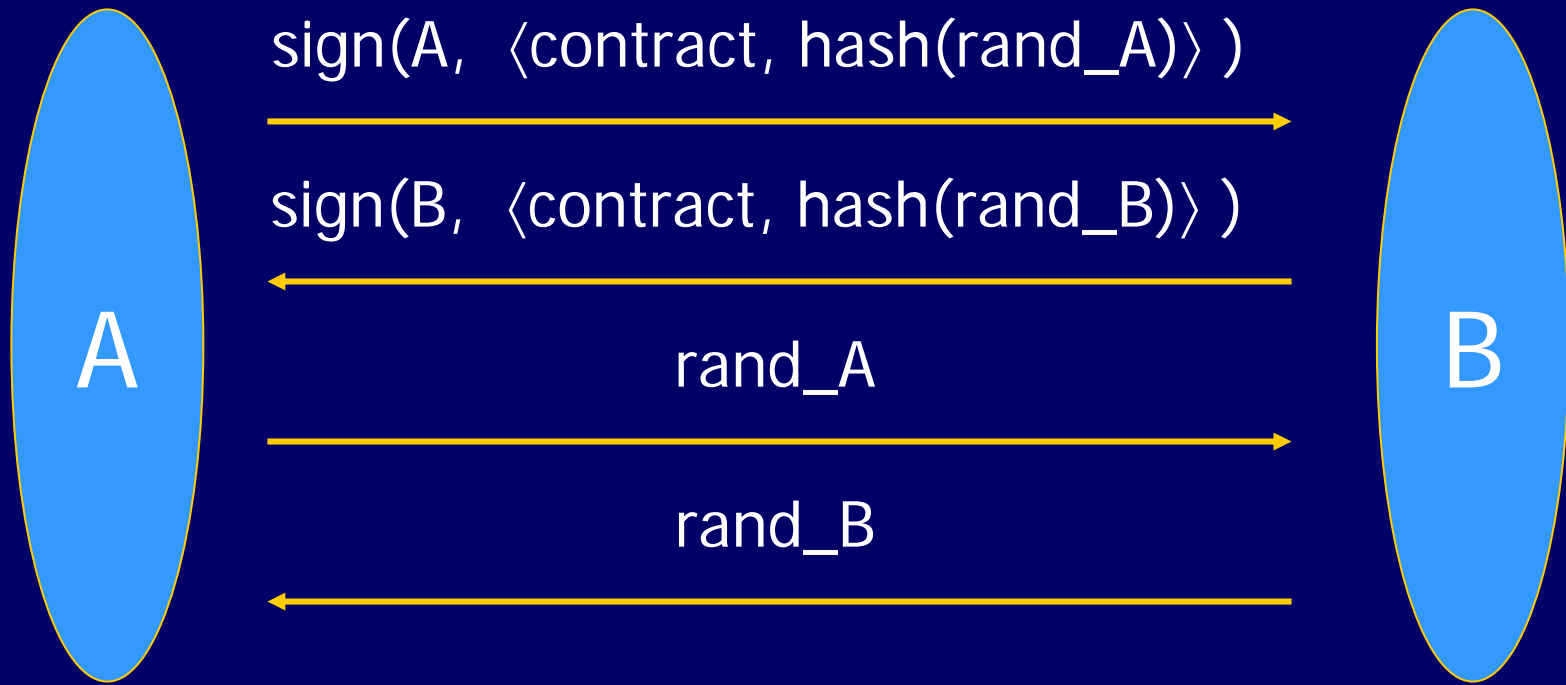 sign(A, 〈contract, hash(rand_A)〉)
sign(B, 〈contract, hash(rand_B)〉)
A
B
rand_A
rand_B